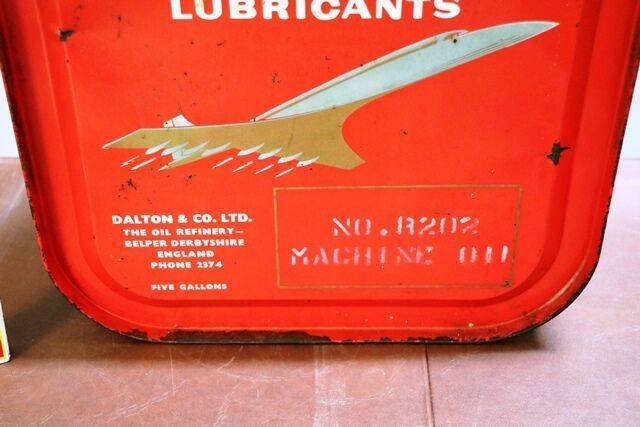 LUBRICANTS
DALTON & CO. LTD.
THE OIL REFINERY—
BELPER DERBYSHIRE
ENGLAND
PHONE 2374
FIVE GALLONS
NO. R202
MACHINE OIL